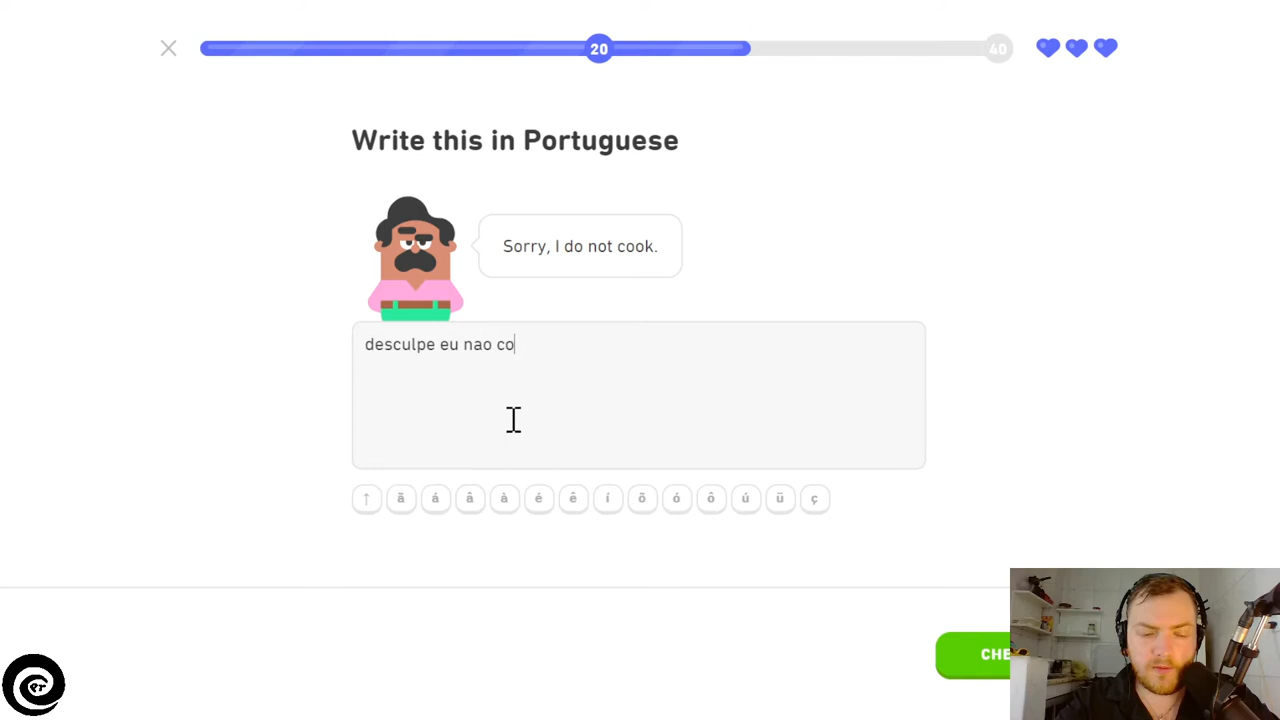 20
40
Write this in Portuguese
Sorry, I do not cook.
desculpe eu nao co
↑ ã á â à é ê í õ ó ô ú ü ç
CHE